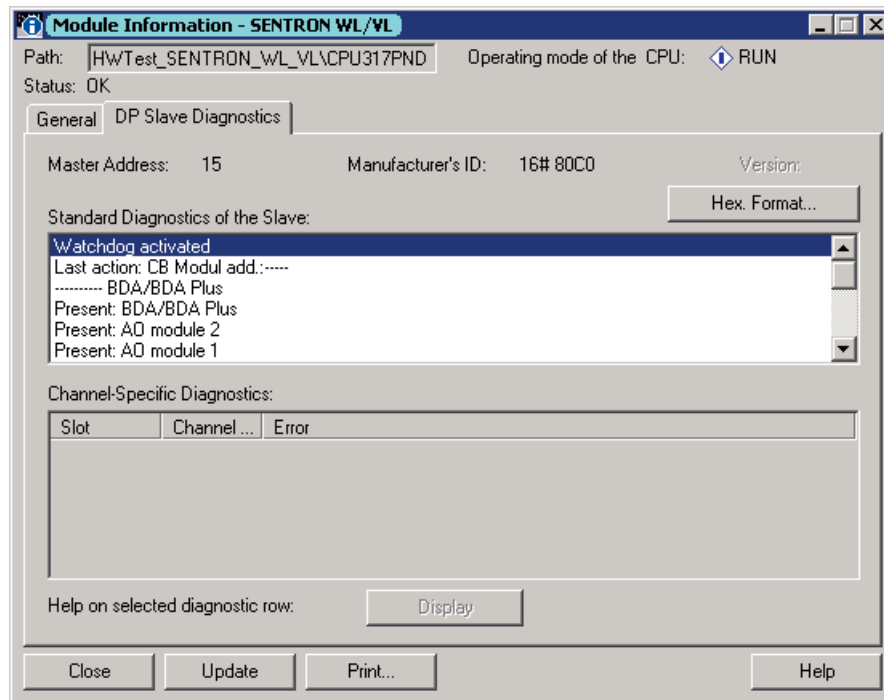 Module Information - SENTRON WL/VL
Path: HWTest_SENTRON_WL_VL\CPU317PND Operating mode of the CPU: RUN
Status: OK
General DP Slave Diagnostics
Master Address: 15 Manufacturer's ID: 16# 80C0 Version:
Hex. Format...
Standard Diagnostics of the Slave:
Watchdog activated
Last action: CB Modul add.:-----
---------- BDA/BDA Plus
Present: BDA/BDA Plus
Present: AO module 2
Present: AO module 1
Channel-Specific Diagnostics:
Slot Channel ... Error
Help on selected diagnostic row: Display
Close Update Print... Help